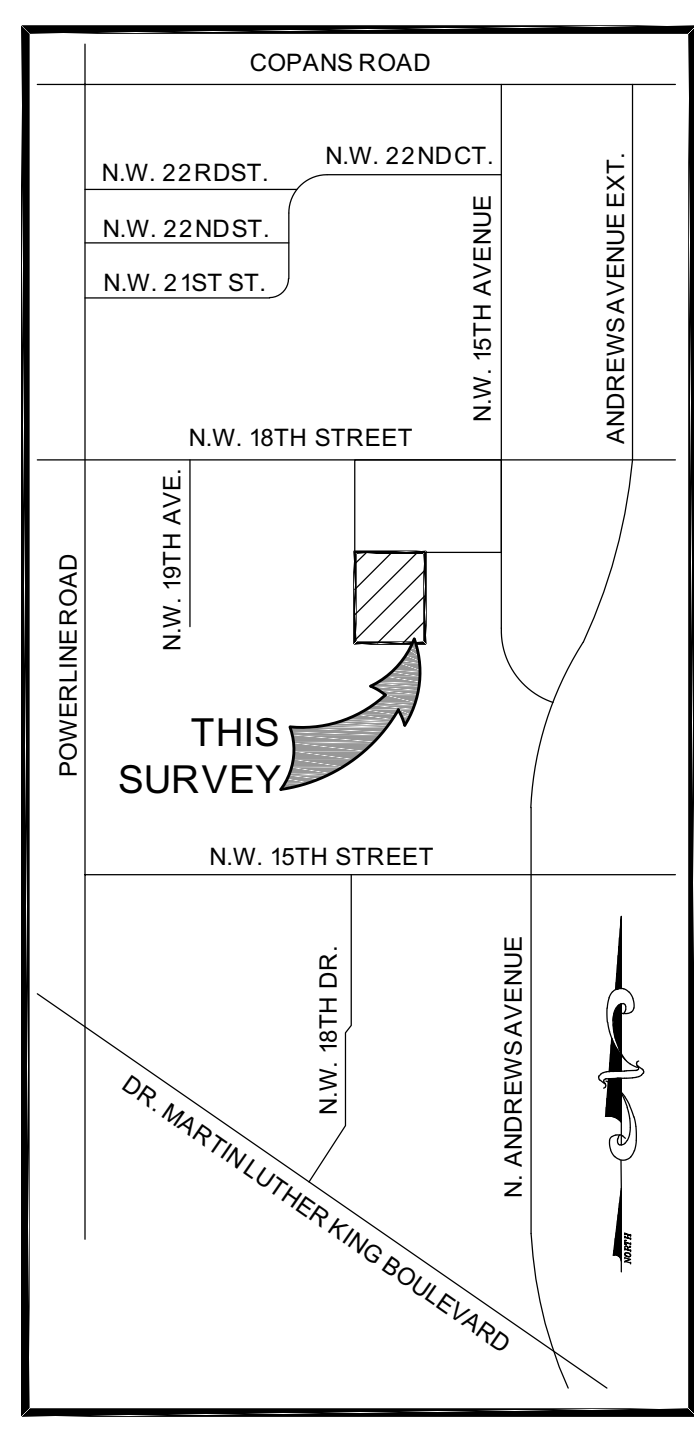 COPANS ROAD
N.W. 22RD ST.
N.W. 22ND CT.
N.W. 22ND ST.
N.W. 21ST ST.
N.W. 15TH AVENUE
ANDREWS AVENUE EXT.
N.W. 18TH STREET
N.W. 19TH AVE.
POWERLINE ROAD
THIS
SURVEY
N.W. 15TH STREET
N.W. 18TH DR.
N. ANDREWS AVENUE
DR. MARTIN LUTHER KING BOULEVARD
NORTH